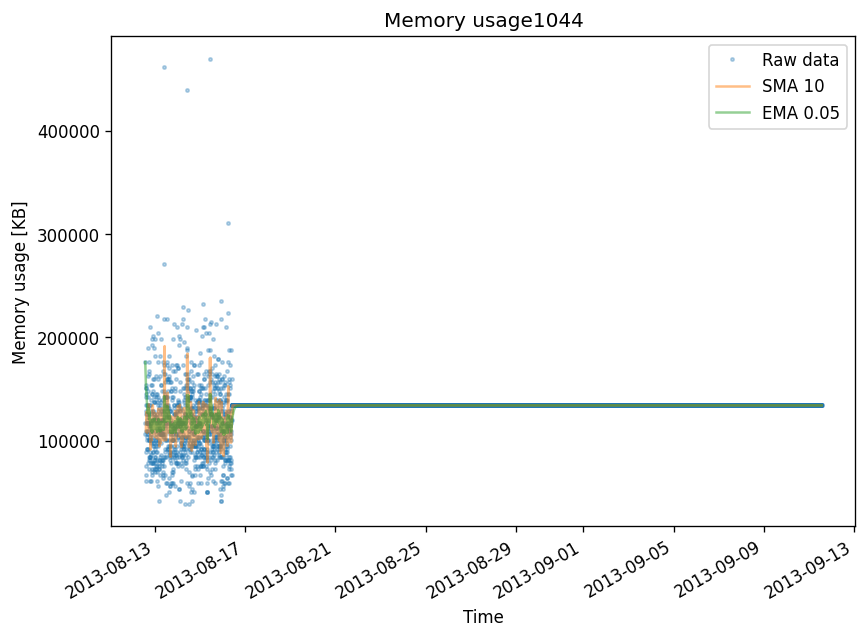 Memory usage1044
Raw data
SMA 10
EMA 0.05
Memory usage [KB]
400000
300000
200000
100000
2013-08-13
2013-08-17
2013-08-21
2013-08-25
2013-08-29
2013-09-01
2013-09-05
2013-09-09
2013-09-13
Time